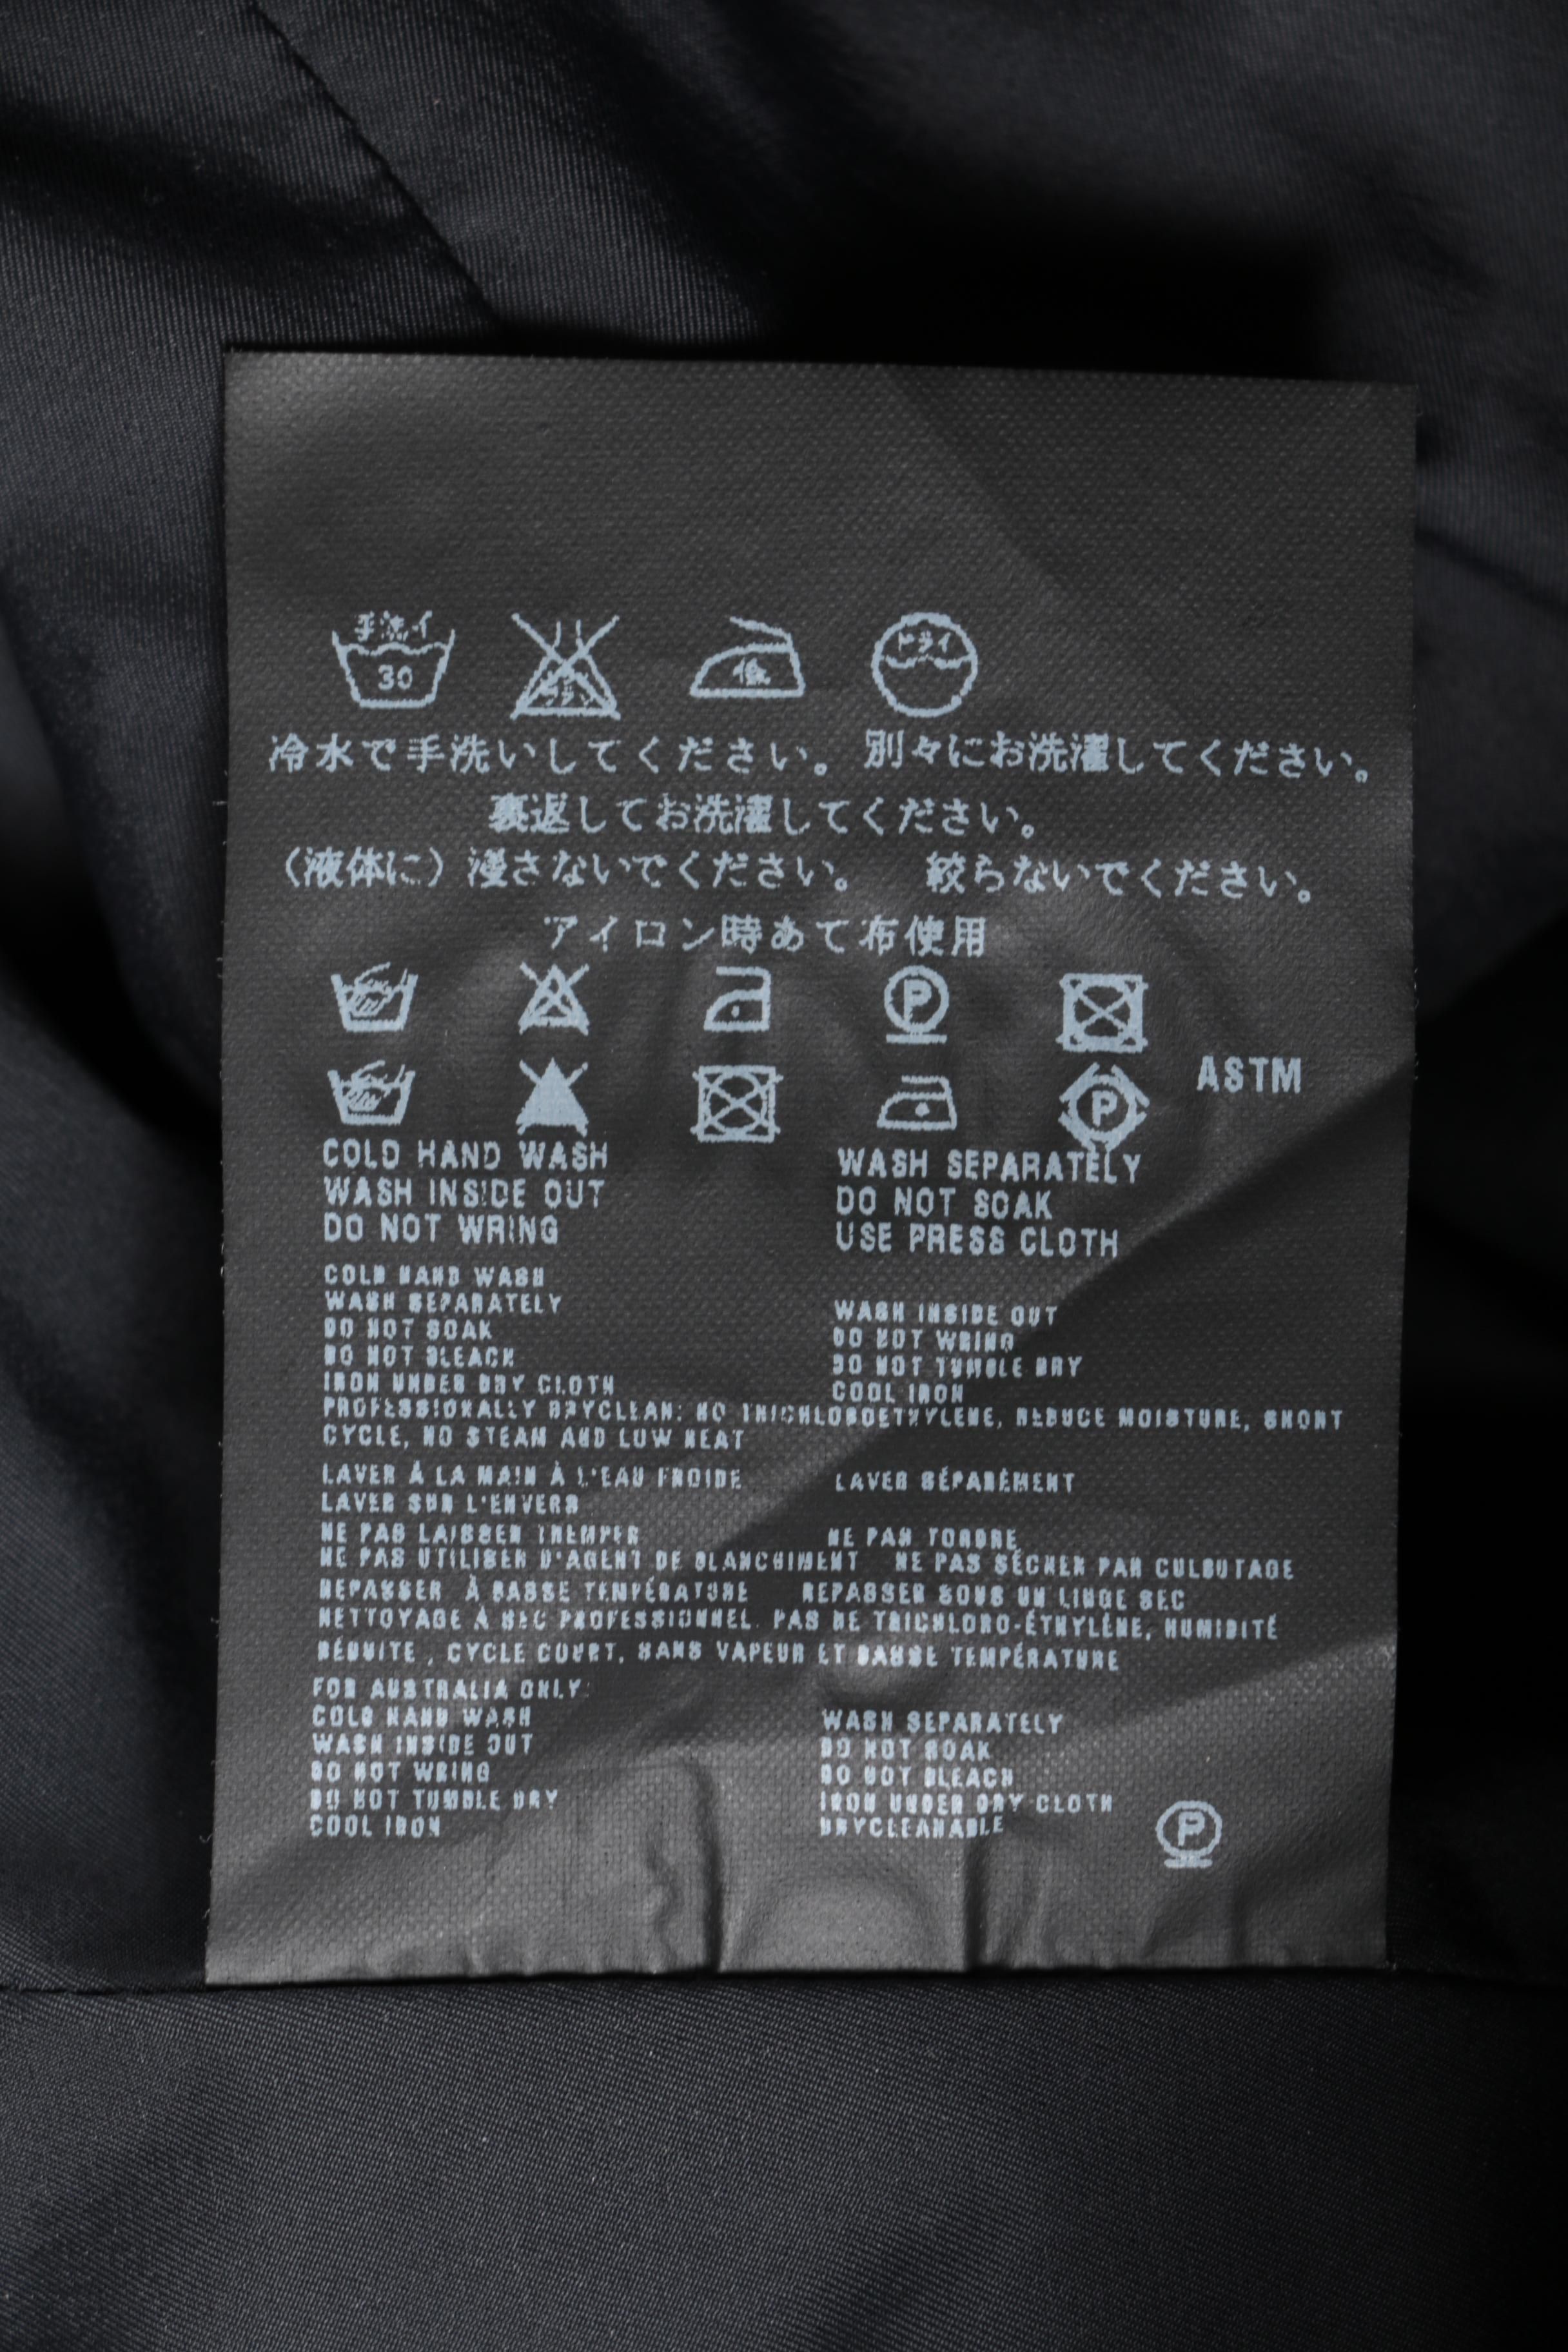 手洗イ 30 低 ドライ
冷水で手洗いしてください。 別々にお洗濯してください。
裏返してお洗濯してください。
（液体に）浸さないでください。 絞らないでください。
アイロン時あて布使用
P
P ASTM
COLD HAND WASH WASH SEPARATELY
WASH INSIDE OUT DO NOT SOAK
DO NOT WRING USE PRESS CLOTH
COLD HAND WASH
WASH SEPARATELY WASH INSIDE OUT
DO NOT SOAK DO NOT WRING
DO NOT BLEACH DO NOT TUMBLE DRY
IRON UNDER DRY CLOTH COOL IRON
PROFESSIONALLY DRYCLEAN: NO TRICHLOROETHYLENE, REDUCE MOISTURE, SHORT
CYCLE, NO STEAM AND LOW HEAT
LAVER À LA MAIN À L'EAU FROIDE LAVER SÉPARÉMENT
LAVER SUR L'ENVERS
NE PAS LAISSER TREMPER NE PAS TORDRE
NE PAS UTILISER D'AGENT DE BLANCHIMENT NE PAS SÉCHER PAR CULBUTAGE
REPASSER À BASSE TEMPÉRATURE REPASSER SOUS UN LINGE SEC
NETTOYAGE À SEC PROFESSIONNEL. PAS DE TRICHLORO-ÉTHYLÈNE, HUMIDITÉ
RÉDUITE , CYCLE COURT, SANS VAPEUR ET BASSE TEMPÉRATURE
FOR AUSTRALIA ONLY:
COLD HAND WASH WASH SEPARATELY
WASH INSIDE OUT DO NOT SOAK
DO NOT WRING DO NOT BLEACH
DO NOT TUMBLE DRY IRON UNDER DRY CLOTH
COOL IRON DRYCLEANABLE P